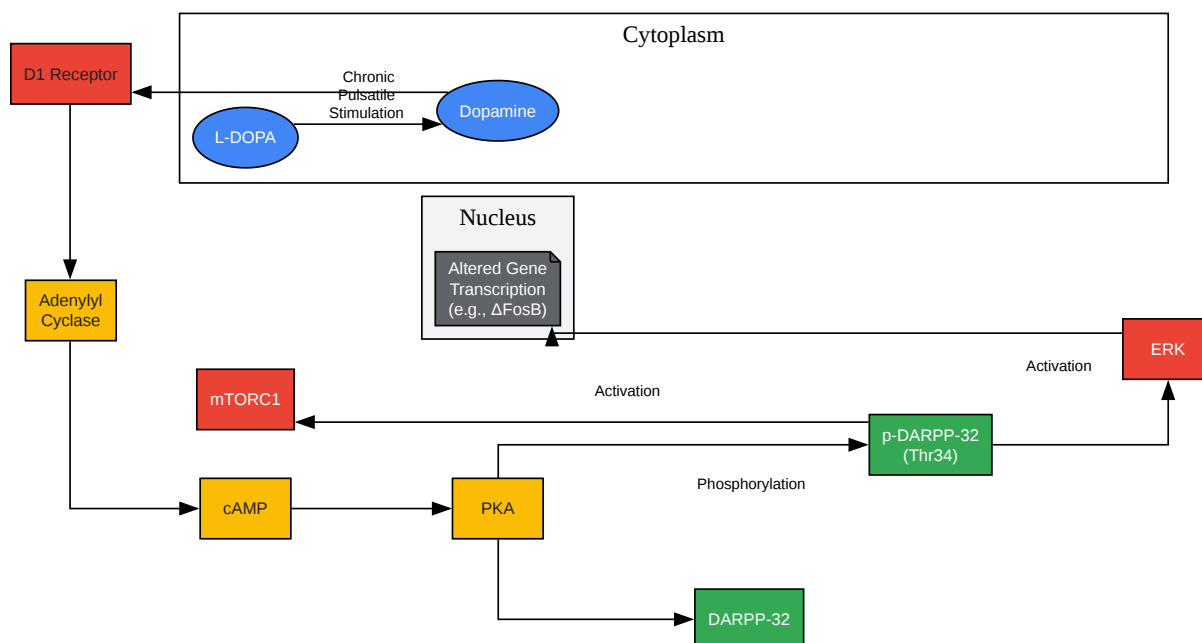 Cytoplasm
D1 Receptor
Chronic
Pulsatile
Stimulation
Dopamine
L-DOPA
Nucleus
Altered Gene
Transcription
(e.g., ΔFosB)
Adenylyl
Cyclase
ERK
Activation
mTORC1
Activation
p-DARPP-32
(Thr34)
Phosphorylation
cAMP
PKA
DARPP-32